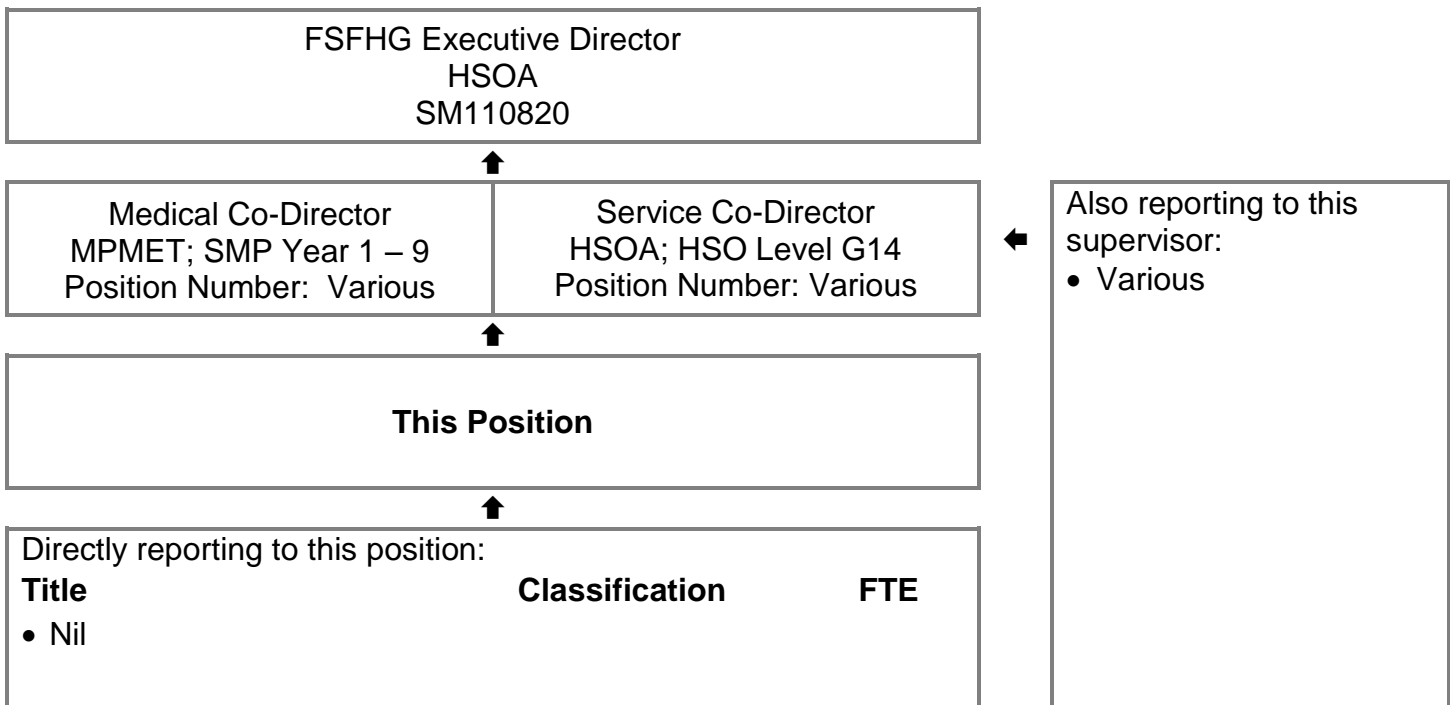 FSFHG Executive Director
HSOA
SM110820
Medical Co-Director
MPMET; SMP Year 1 – 9
Position Number: Various
Service Co-Director
HSOA; HSO Level G14
Position Number: Various
Also reporting to this
supervisor:
• Various
This Position
Directly reporting to this position:
Title Classification FTE
• Nil